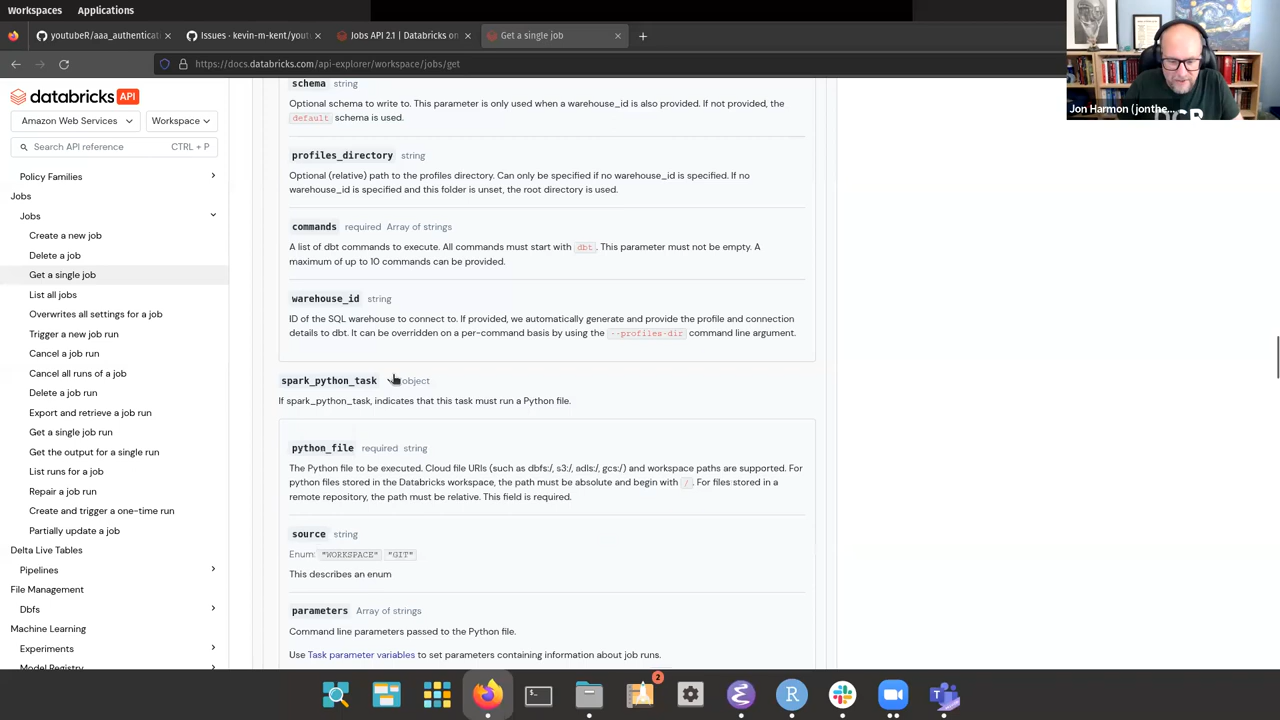 Workspaces Applications
youtubeR/aaa_authenticat
Issues · kevin-m-kent/yout
Jobs API 2.1 | Databricks on
Get a single job
https://docs.databricks.com/api-explorer/workspace/jobs/get
Jon Harmon (jonthe...
databricks API
Amazon Web Services
Workspace
Search API reference CTRL + P
Policy Families
Jobs
Jobs
Create a new job
Delete a job
Get a single job
List all jobs
Overwrites all settings for a job
Trigger a new job run
Cancel a job run
Cancel all runs of a job
Delete a job run
Export and retrieve a job run
Get a single job run
Get the output for a single run
List runs for a job
Repair a job run
Create and trigger a one-time run
Partially update a job
Delta Live Tables
Pipelines
File Management
Dbfs
Machine Learning
Experiments
Model Registry
schema string
Optional schema to write to. This parameter is only used when a warehouse_id is also provided. If not provided, the
default schema is used.
profiles_directory string
Optional (relative) path to the profiles directory. Can only be specified if no warehouse_id is specified. If no
warehouse_id is specified and this folder is unset, the root directory is used.
commands required Array of strings
A list of dbt commands to execute. All commands must start with dbt. This parameter must not be empty. A
maximum of up to 10 commands can be provided.
warehouse_id string
ID of the SQL warehouse to connect to. If provided, we automatically generate and provide the profile and connection
details to dbt. It can be overridden on a per-command basis by using the --profiles-dir command line argument.
spark_python_task object
If spark_python_task, indicates that this task must run a Python file.
python_file required string
The Python file to be executed. Cloud file URIs (such as dbfs:/, s3:/, adls:/, gcs:/) and workspace paths are supported. For
python files stored in the Databricks workspace, the path must be absolute and begin with /. For files stored in a
remote repository, the path must be relative. This field is required.
source string
Enum: "WORKSPACE" "GIT"
This describes an enum
parameters Array of strings
Command line parameters passed to the Python file.
Use Task parameter variables to set parameters containing information about job runs.
2
R